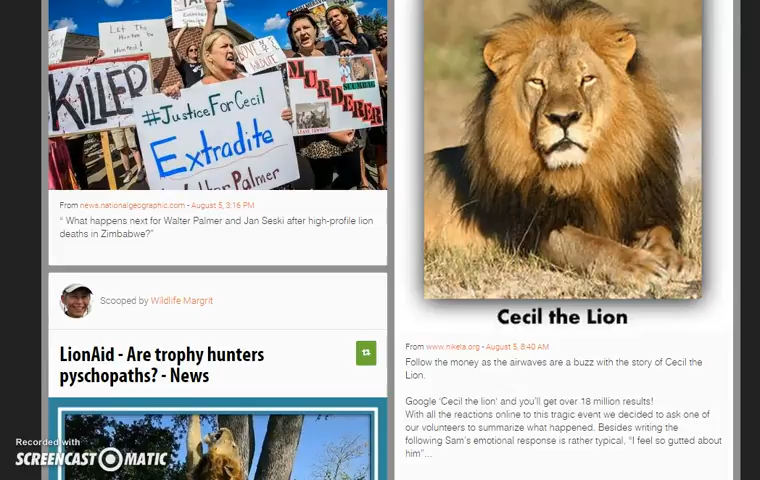 Let The
Hunter be
Hunted!
KILLER
#JusticeForCecil
Extradite
Walter Palmer
LOVE &
MURDERER
SCUMBAG
From news.nationalgeographic.com - August 5, 3:16 PM
“ What happens next for Walter Palmer and Jan Seski after high-profile lion
deaths in Zimbabwe?”
Scooped by Wildlife Margrit
LionAid - Are trophy hunters
pyschopaths? - News
Recorded with
SCREENCAST-O-MATIC
Cecil the Lion
From www.nikela.org - August 5, 8:40 AM
Follow the money as the airwaves are a buzz with the story of Cecil the
Lion.
Google ‘Cecil the lion’ and you’ll get over 18 million results!
With all the reactions online to this tragic event we decided to ask one of
our volunteers to summarize what happened. Besides writing the
following Sam’s emotional response is rather typical, “I feel so gutted about
him”...